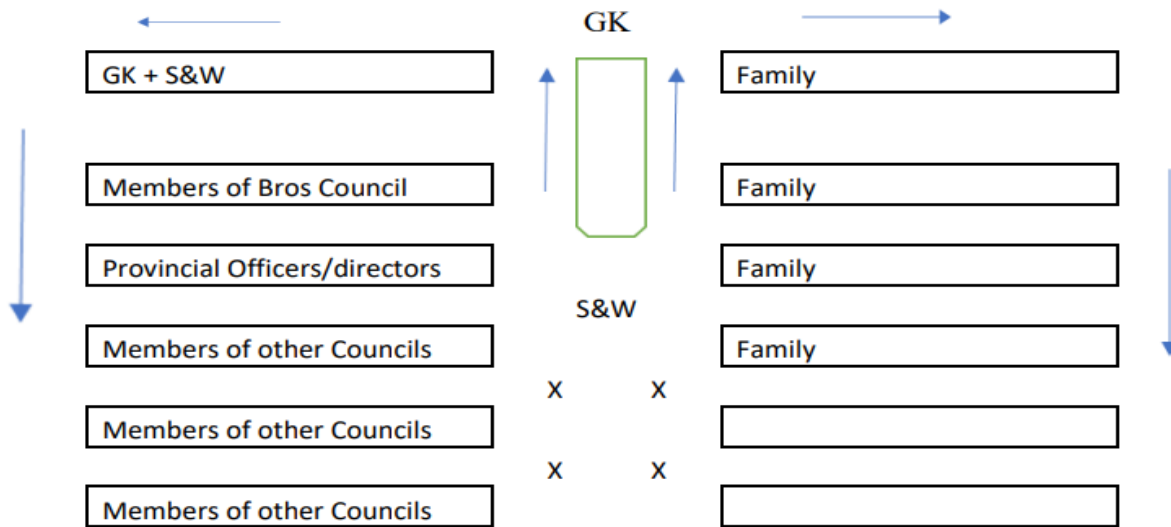 GK
GK + S&W
Family
Members of Bros Council
Family
Provincial Officers/directors
Family
S&W
Members of other Councils
Family
x x
Members of other Councils
x x
Members of other Councils